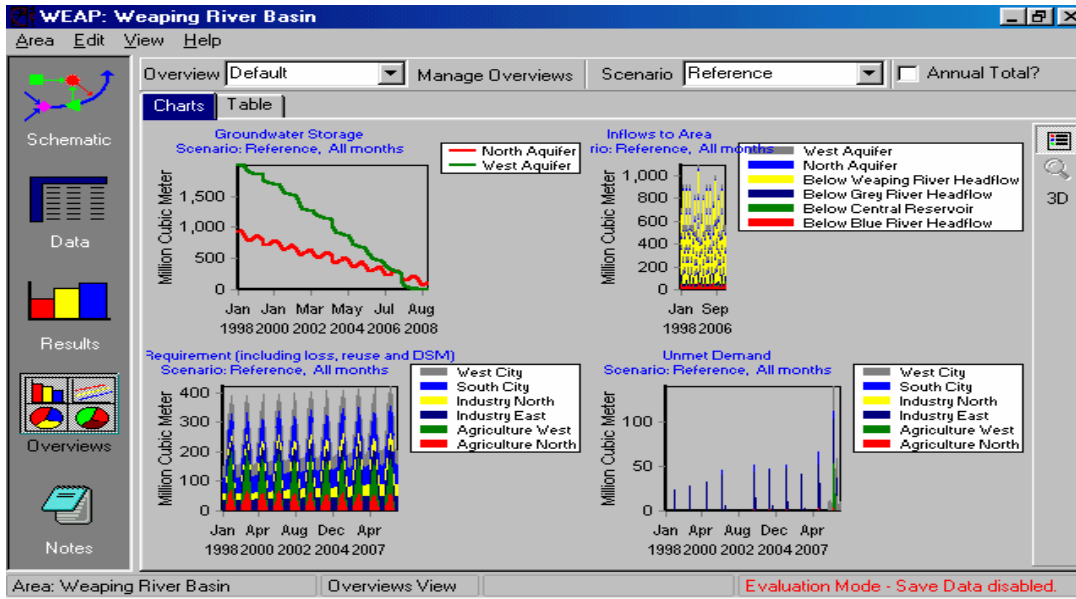 WEAP: Weaping River Basin
Area Edit View Help
Overview Default Manage Overviews Scenario Reference Annual Total?
Charts Table
Schematic
Data
Results
Overviews
Notes
Groundwater Storage
Scenario: Reference, All months
North Aquifer
West Aquifer
Million Cubic Meter
1,500
1,000
500
0
Jan Jan Mar May Jul Aug
1998 2000 2002 2004 2006 2008
Inflows to Area
rio: Reference, All months
West Aquifer
North Aquifer
Below Weaping River Headflow
Below Grey River Headflow
Below Central Reservoir
Below Blue River Headflow
Million Cubic Meter
1,000
800
600
400
200
0
Jan Sep
1998 2006
3D
Requirement (including loss, reuse and DSM)
Scenario: Reference, All months
West City
South City
Industry North
Industry East
Agriculture West
Agriculture North
Million Cubic Meter
400
300
200
100
0
Jan Apr Aug Dec Apr
1998 2000 2002 2004 2007
Unmet Demand
Scenario: Reference, All months
West City
South City
Industry North
Industry East
Agriculture West
Agriculture North
Million Cubic Meter
100
50
0
Jan Apr Aug Dec Apr
1998 2000 2002 2004 2007
Area: Weaping River Basin Overviews View Evaluation Mode - Save Data disabled.